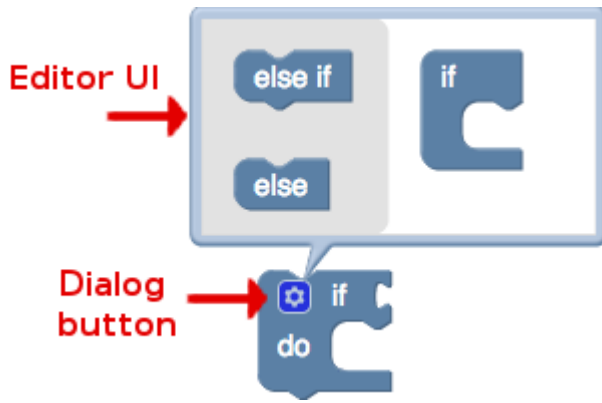 Editor UI
else if
if
else
Dialog
button
if
do